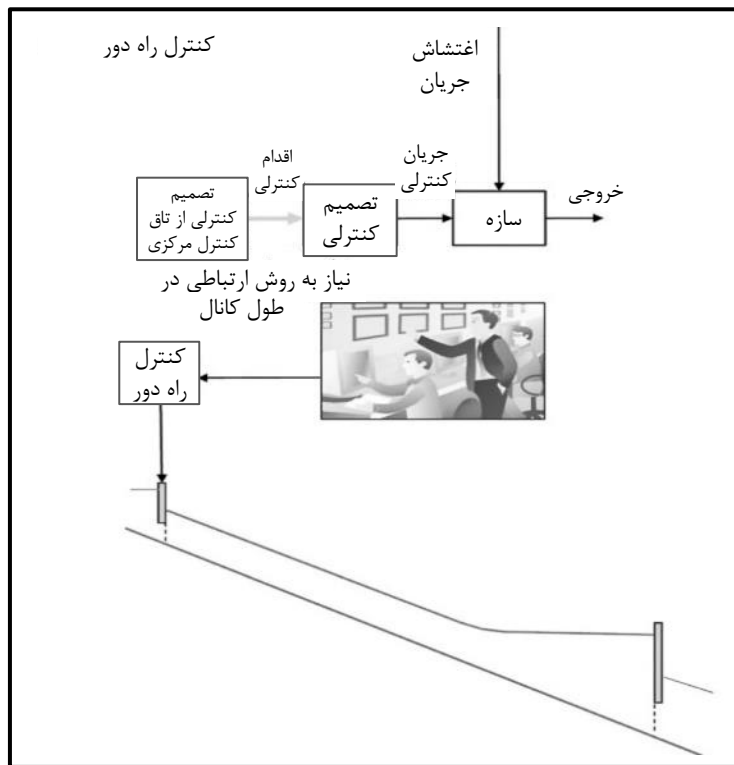 کنترل راه دور
اغتشاش
جریان
اقدام
کنترلی
جریان
کنترلی
خروجی
تصمیم
کنترلی از تاق
کنترل مرکزی
تصمیم
کنترلی
سازه
نیاز به روش ارتباطی در
طول کانال
کنترل
راه دور